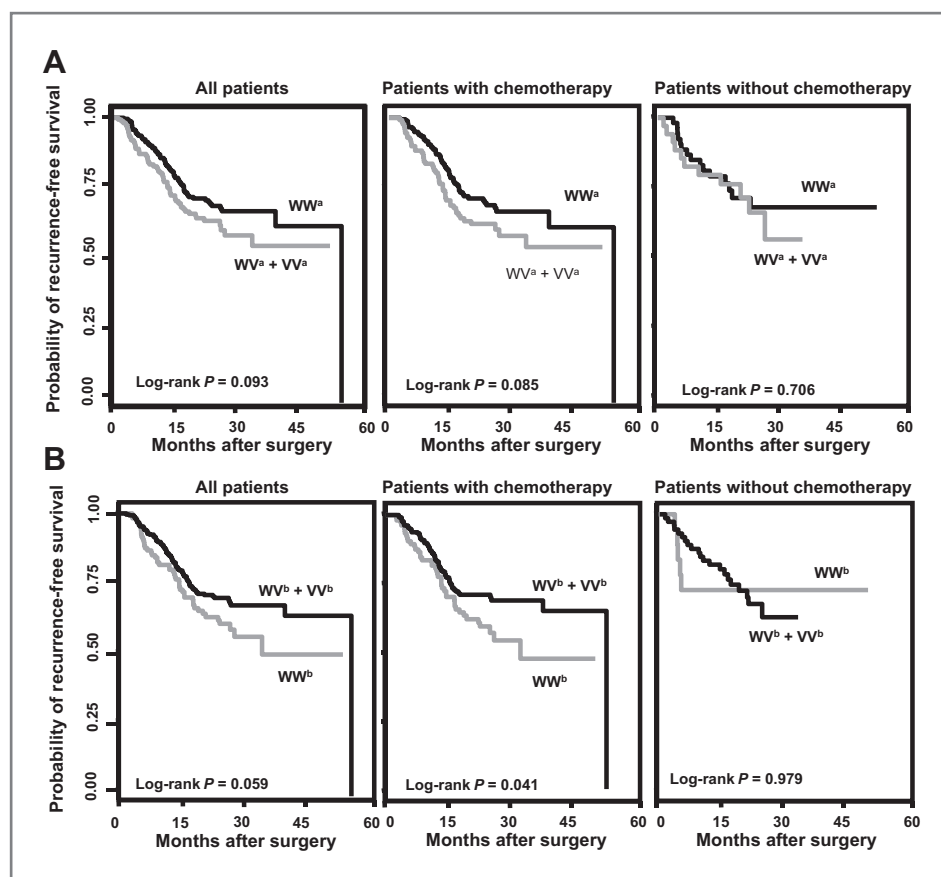 A
All patients
Patients with chemotherapy
Patients without chemotherapy
Probability of recurrence-free survival
1.00
0.75
0.50
0.25
0.00
WWᵃ
WVᵃ + VVᵃ
Log-rank P = 0.093
0 15 30 45 60
Months after surgery
WWᵃ
WVᵃ + VVᵃ
Log-rank P = 0.085
0 15 30 45 60
Months after surgery
WWᵃ
WVᵃ + VVᵃ
Log-rank P = 0.706
0 15 30 45 60
Months after surgery
B
All patients
Patients with chemotherapy
Patients without chemotherapy
Probability of recurrence-free survival
1.00
0.75
0.50
0.25
0.00
WVᵇ + VVᵇ
WWᵇ
Log-rank P = 0.059
0 15 30 45 60
Months after surgery
WVᵇ + VVᵇ
WWᵇ
Log-rank P = 0.041
0 15 30 45 60
Months after surgery
WWᵇ
WVᵇ + VVᵇ
Log-rank P = 0.979
0 15 30 45 60
Months after surgery